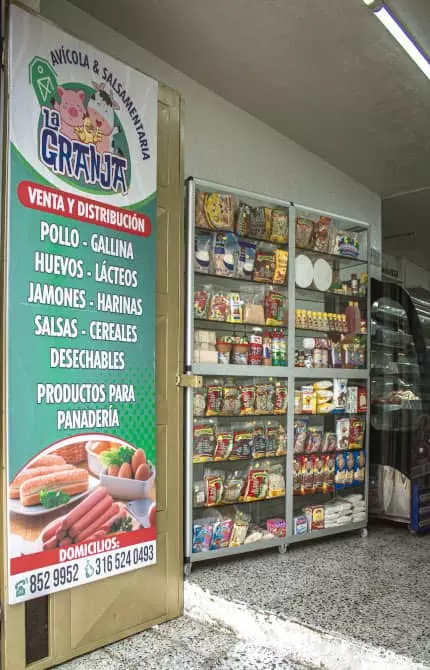 AVÍCOLA & SALSAMENTARIA
LA
GRANJA
VENTA Y DISTRIBUCIÓN
POLLO - GALLINA
HUEVOS - LÁCTEOS
JAMONES - HARINAS
SALSAS - CEREALES
DESECHABLES
PRODUCTOS PARA
PANADERÍA
DOMICILIOS:
852 9952 316 524 0493